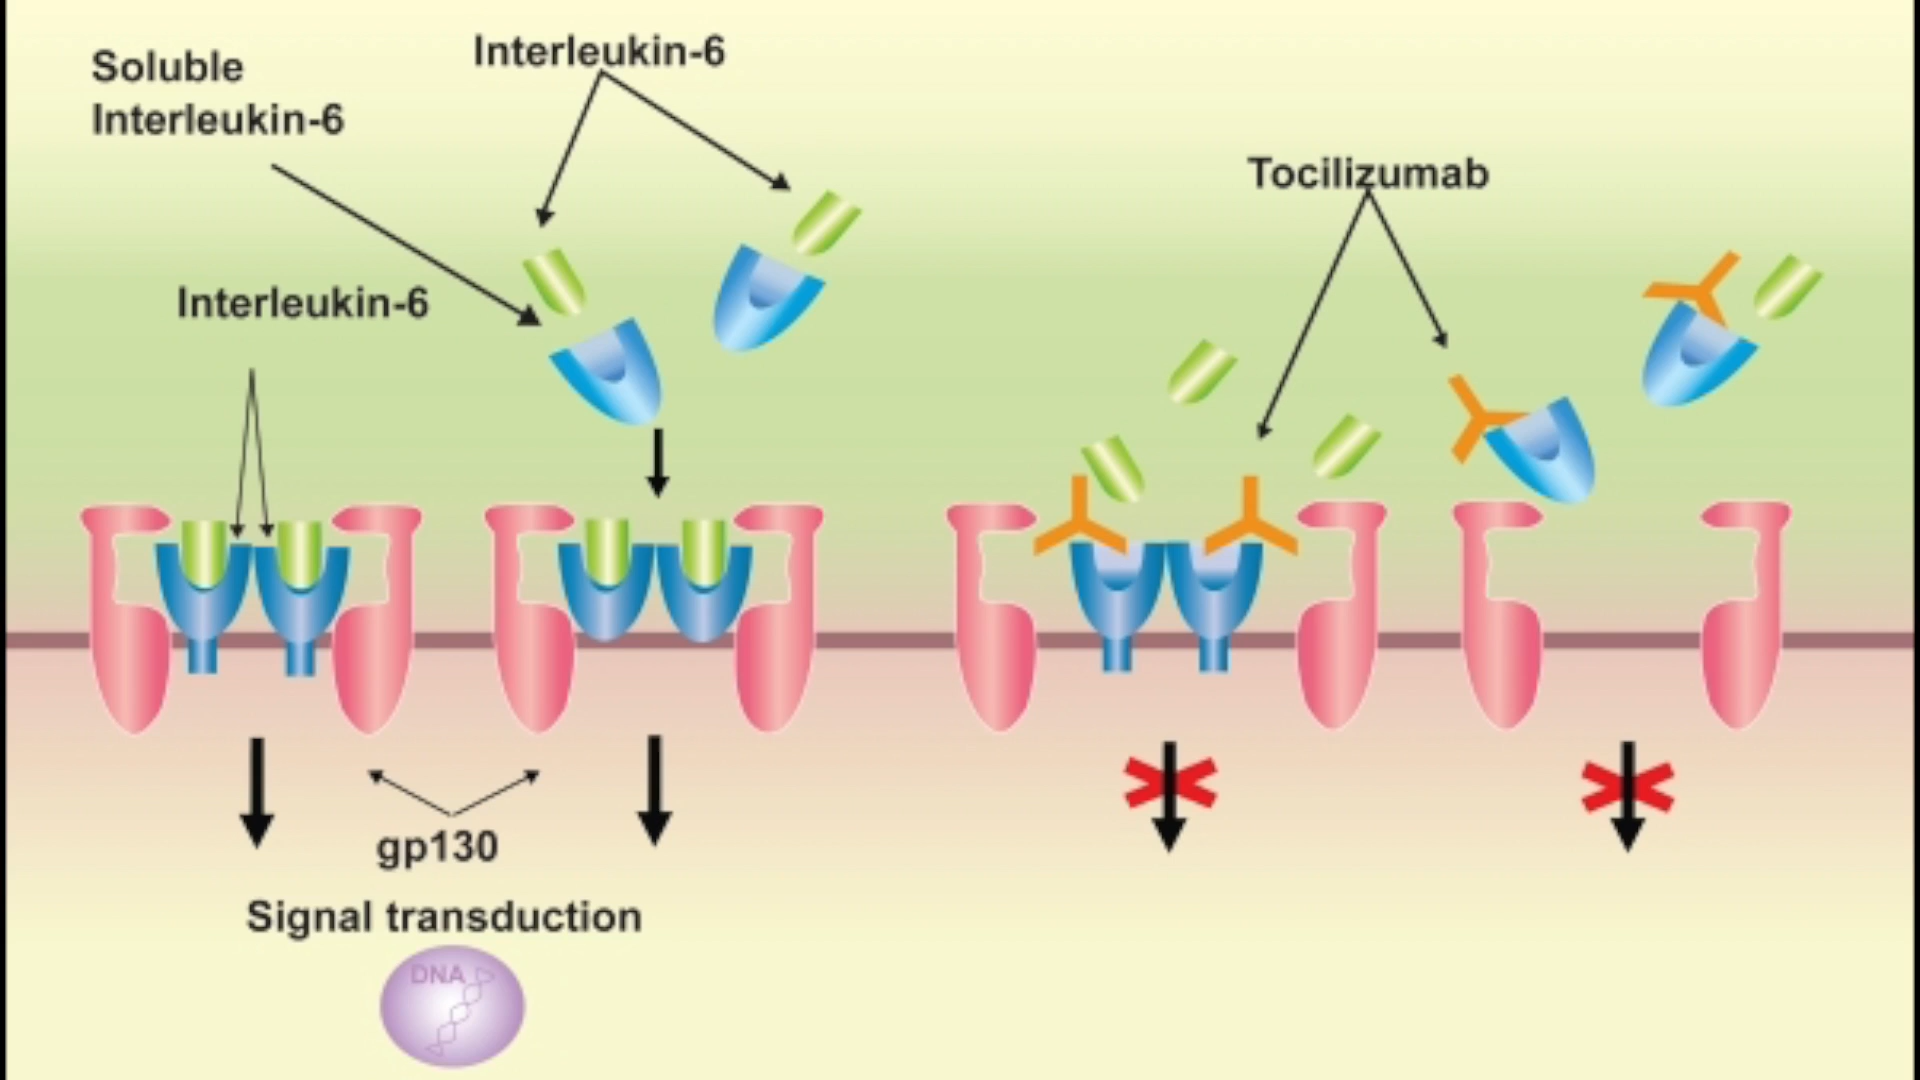 Soluble
Interleukin-6
Interleukin-6
Tocilizumab
Interleukin-6
gp130
Signal transduction
DNA